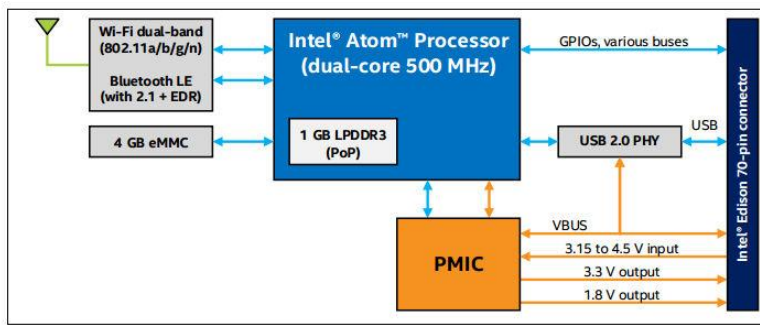 Wi-Fi dual-band
(802.11a/b/g/n)
Bluetooth LE
(with 2.1 + EDR)
4 GB eMMC
Intel® Atom™ Processor
(dual-core 500 MHz)
1 GB LPDDR3
(PoP)
GPIOs, various buses
USB 2.0 PHY
USB
PMIC
VBUS
3.15 to 4.5 V input
3.3 V output
1.8 V output
Intel® Edison 70-pin connector